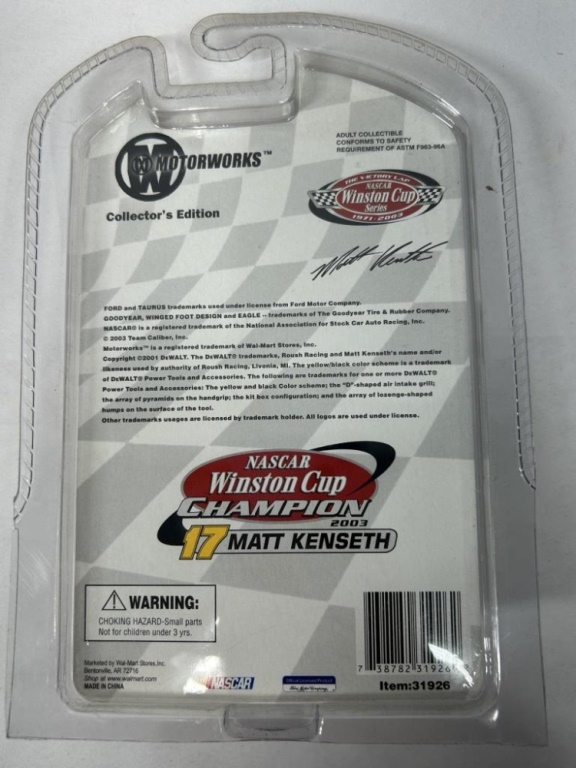 MW MOTORWORKS™
Collector's Edition
ADULT COLLECTIBLE
CONFORMS TO SAFETY
REQUIREMENT OF ASTM F963-96A
THE VICTORY LAP
NASCAR
Winston Cup
Series
1971-2003
Matt Kenseth
FORD and TAURUS trademarks used under license from Ford Motor Company.
GOODYEAR, WINGED FOOT DESIGN and EAGLE -- trademarks of The Goodyear Tire & Rubber Company.
NASCAR® is a registered trademark of the National Association for Stock Car Auto Racing, Inc.
© 2003 Team Caliber, Inc.
Motorworks™ is a registered trademark of Wal-Mart Stores, Inc.
Copyright ©2001 DEWALT. The DEWALT® trademarks, Roush Racing and Matt Kenseth's name and/or
likeness used by authority of Roush Racing, Livonia, MI. The yellow/black color scheme is a trademark
of DEWALT® Power Tools and Accessories. The following are trademarks for one or more DEWALT®
Power Tools and Accessories: The yellow and black Color scheme; the "D"-shaped air intake grill;
the array of pyramids on the handgrip; the kit box configuration; and the array of lozenge-shaped
humps on the surface of the tool.
Other trademarks usages are licensed by trademark holder. All logos are used under license.
NASCAR
Winston Cup
CHAMPION
2003
17 MATT KENSETH
WARNING:
CHOKING HAZARD-Small parts
Not for children under 3 yrs.
Marketed by Wal-Mart Stores,Inc.
Bentonville, AR 72716
Shop at www.walmart.com
MADE IN CHINA
NASCAR
7 38782 31926
Item:31926